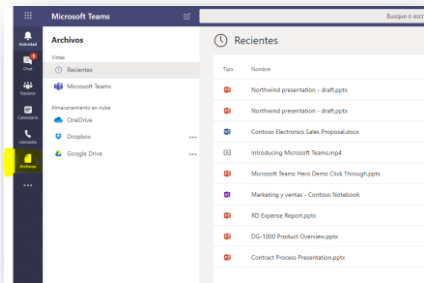 Microsoft Teams
Busque o escri
Actividad
Chat
Equipos
Calendario
Llamadas
Archivos
Archivos
Vistas
Recientes
Microsoft Teams
Almacenamiento en nube
OneDrive
Dropbox
Google Drive
Recientes
Tipo Nombre
Northwind presentation - draft.pptx
Northwind presentation - draft.pptx
Contoso Electronics Sales Proposal.docx
Introducing Microsoft Teams.mp4
Microsoft Teams Hero Demo Click Through.pptx
Marketing y ventas - Contoso Notebook
RD Expense Report.pptx
DG-1000 Product Overview.pptx
Contract Process Presentation.pptx